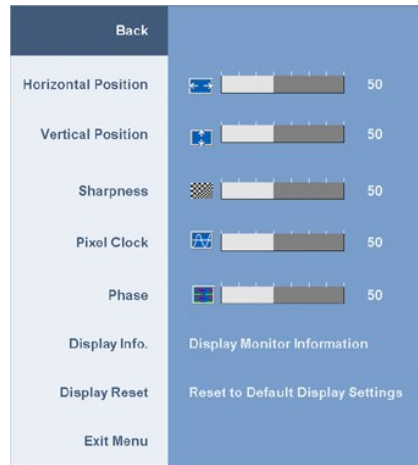 Back
Horizontal Position 50
Vertical Position 50
Sharpness 50
Pixel Clock 50
Phase 50
Display Info. Display Monitor Information
Display Reset Reset to Default Display Settings
Exit Menu